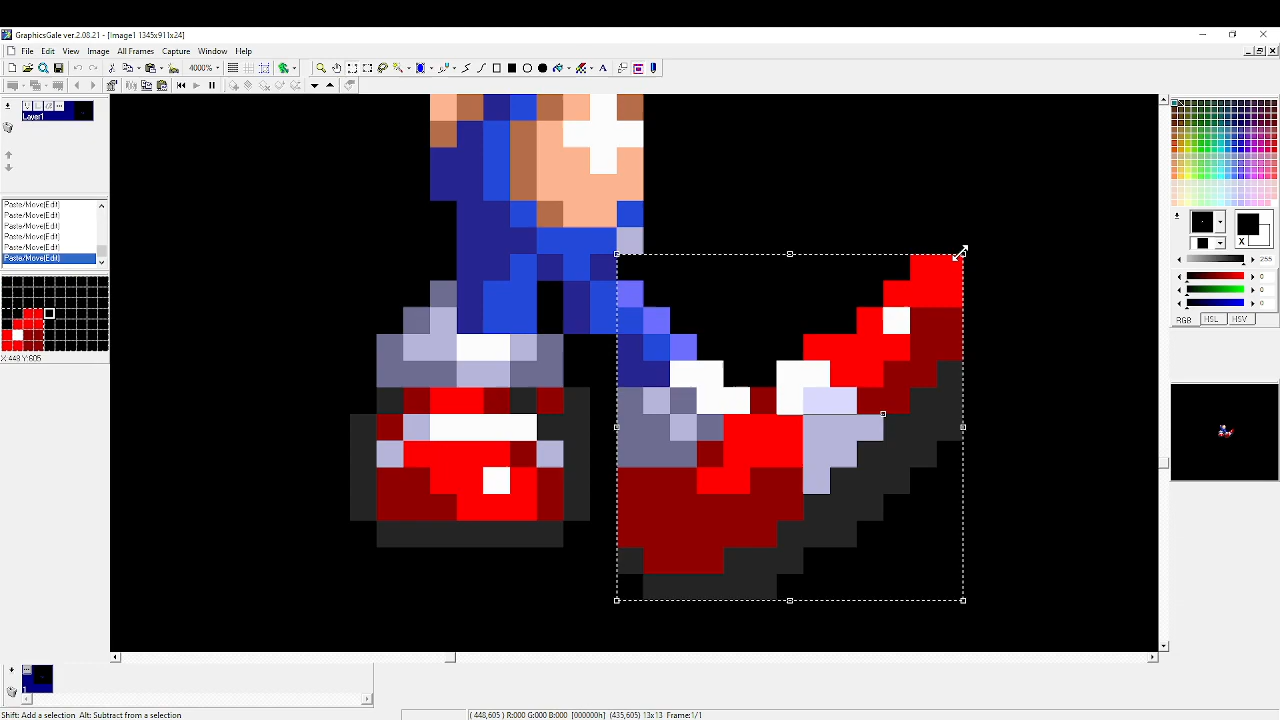 GraphicsGale ver.2.08.21 - [Image1 1345x911x24]
File Edit View Image All Frames Capture Window Help
4000%
Layer1
Paste/Move(Edit)
Paste/Move(Edit)
Paste/Move(Edit)
Paste/Move(Edit)
Paste/Move(Edit)
Paste/Move(Edit)
X:448 Y:605
X
255
0
0
0
RGB HSL HSV
1
Shift: Add a selection Alt: Subtract from a selection
( 448,605) R:000 G:000 B:000 [000000h] (435,605) 13x13 Frame:1/1